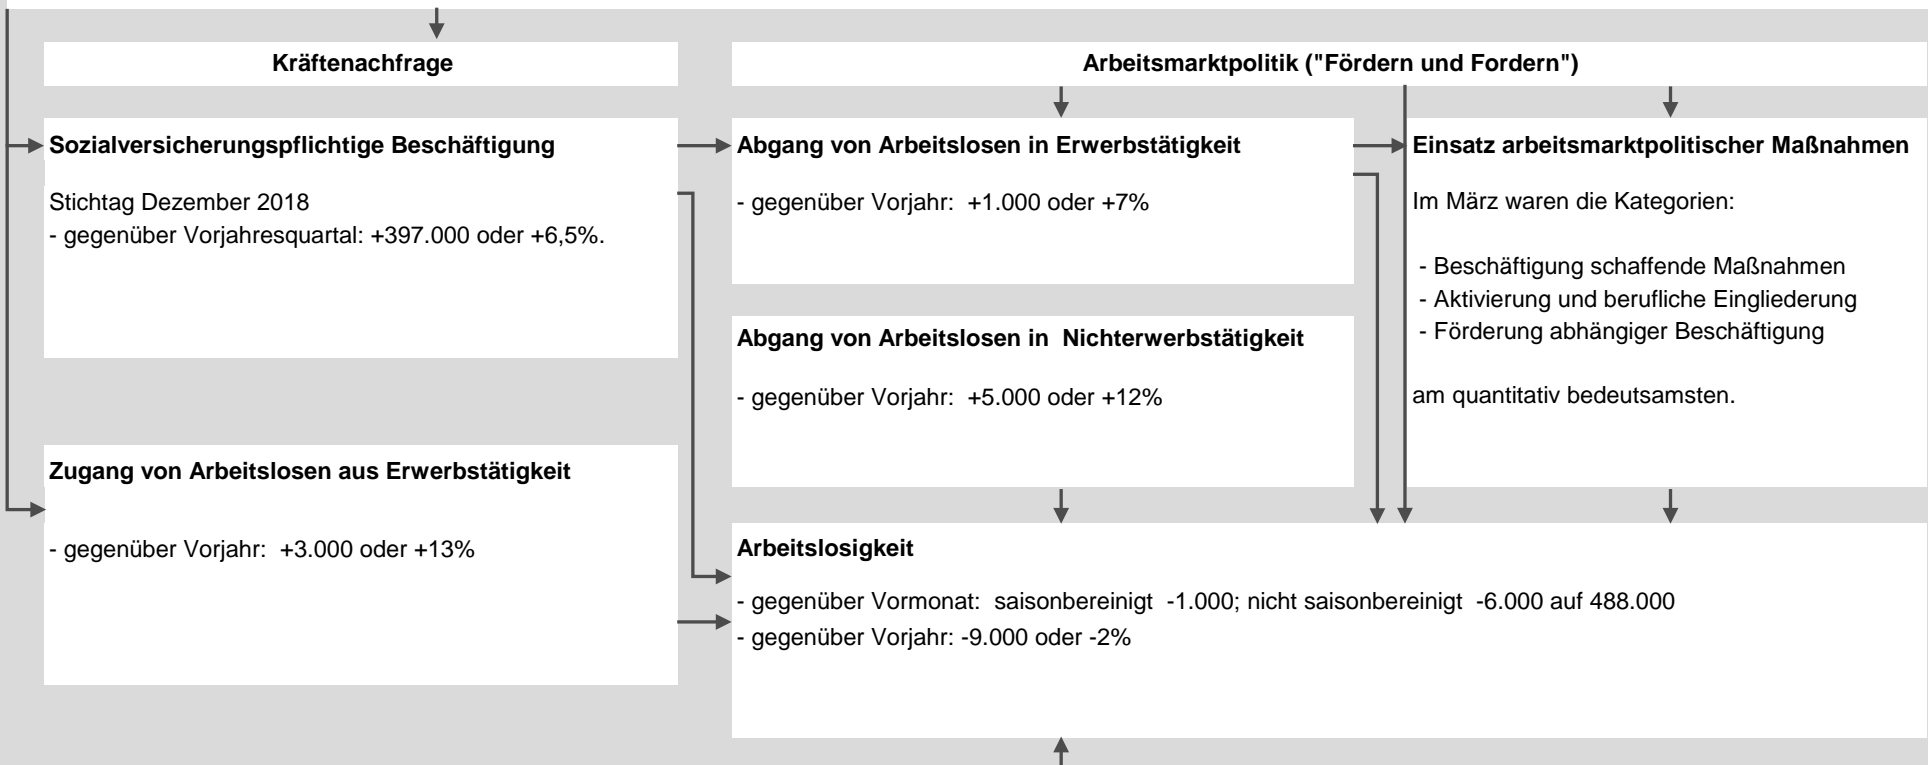 Kräftenachfrage
Arbeitsmarktpolitik ("Fördern und Fordern")
Sozialversicherungspflichtige Beschäftigung
Stichtag Dezember 2018
- gegenüber Vorjahresquartal: +397.000 oder +6,5%.
Abgang von Arbeitslosen in Erwerbstätigkeit
- gegenüber Vorjahr:  +1.000 oder +7%
Einsatz arbeitsmarktpolitischer Maßnahmen
Im März waren die Kategorien:
- Beschäftigung schaffende Maßnahmen
- Aktivierung und berufliche Eingliederung
- Förderung abhängiger Beschäftigung
am quantitativ bedeutsamsten.
Abgang von Arbeitslosen in  Nichterwerbstätigkeit
- gegenüber Vorjahr:  +5.000 oder +12%
Zugang von Arbeitslosen aus Erwerbstätigkeit
- gegenüber Vorjahr:  +3.000 oder +13%
Arbeitslosigkeit
- gegenüber Vormonat:  saisonbereinigt  -1.000; nicht saisonbereinigt  -6.000 auf 488.000
- gegenüber Vorjahr: -9.000 oder -2%